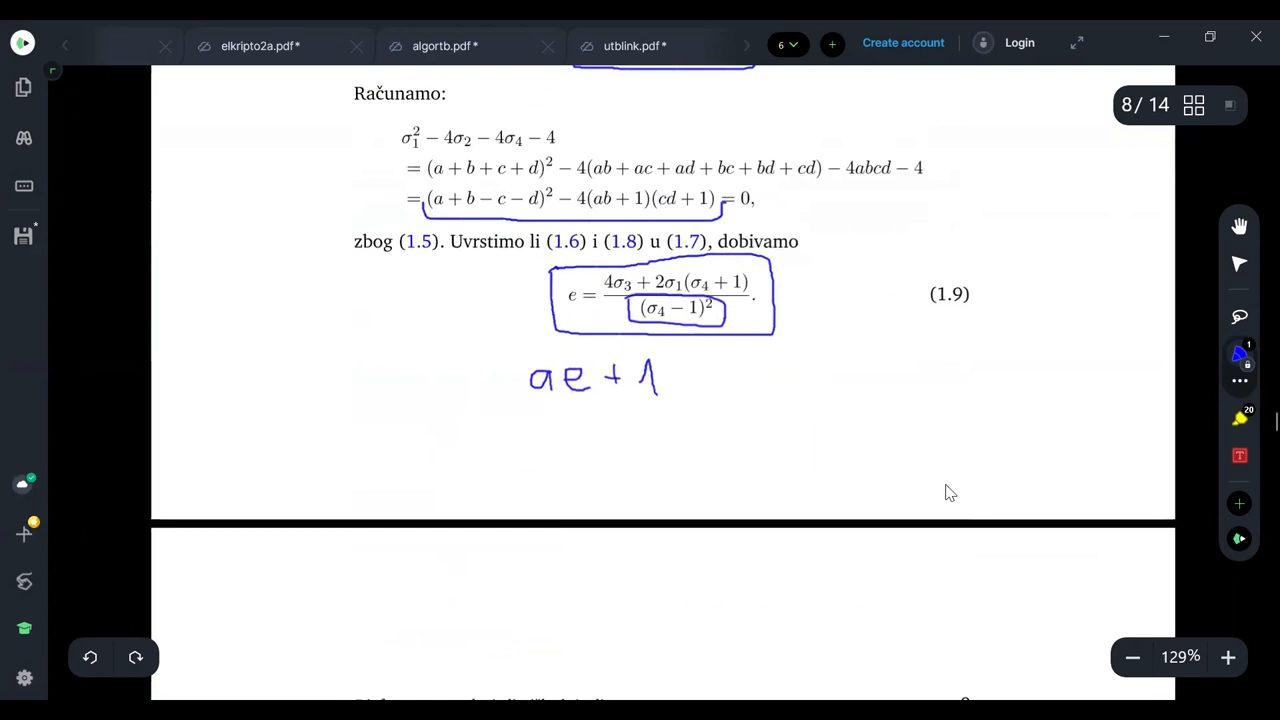 elkripto2a.pdf* algortb.pdf* utblink.pdf* 6 Create account Login
8 / 14
Računamo:
σ₁² − 4σ₂ − 4σ₄ − 4
= (a + b + c + d)² − 4(ab + ac + ad + bc + bd + cd) − 4abcd − 4
= (a + b − c − d)² − 4(ab + 1)(cd + 1) = 0,
zbog (1.5). Uvrstimo li (1.6) i (1.8) u (1.7), dobivamo
e = (4σ₃ + 2σ₁(σ₄ + 1))/(σ₄ − 1)². (1.9)
ae + 1
1
20
T
129%